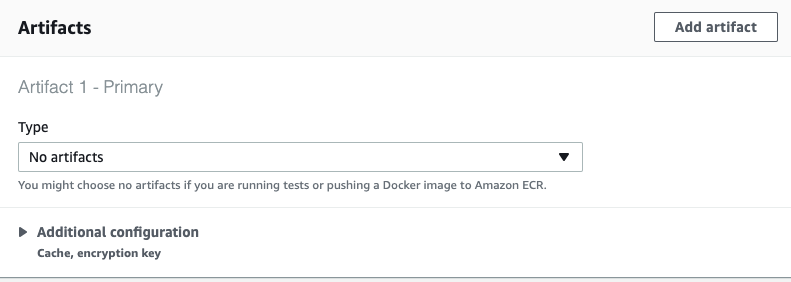 Artifacts
Add artifact
Artifact 1 - Primary
Type
No artifacts
You might choose no artifacts if you are running tests or pushing a Docker image to Amazon ECR.
Additional configuration
Cache, encryption key